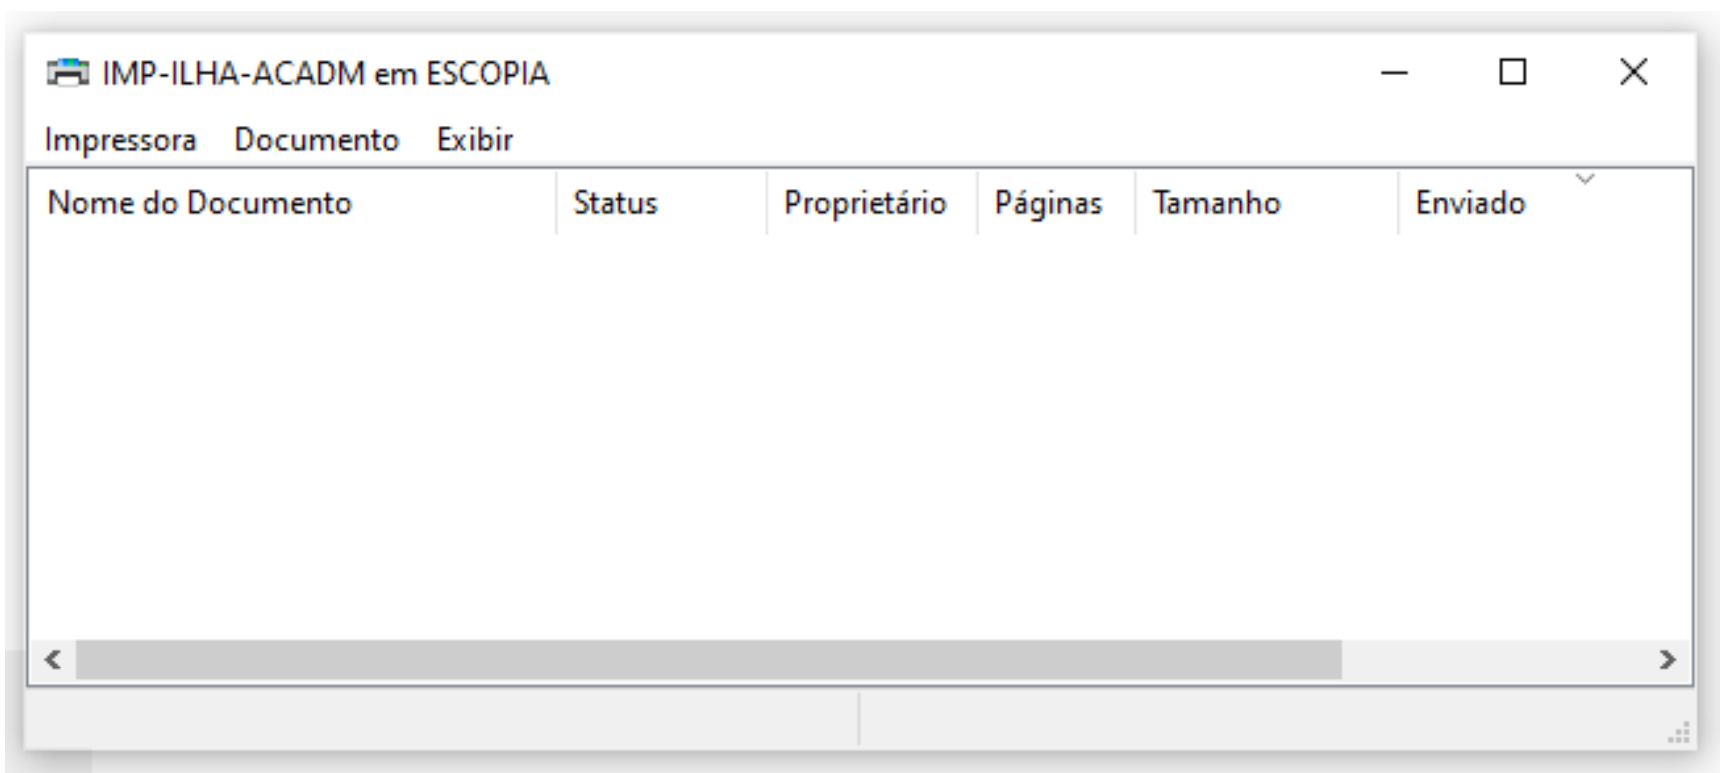 IMP-ILHA-ACADM em ESCOPIA
Impressora Documento Exibir
Nome do Documento Status Proprietário Páginas Tamanho Enviado